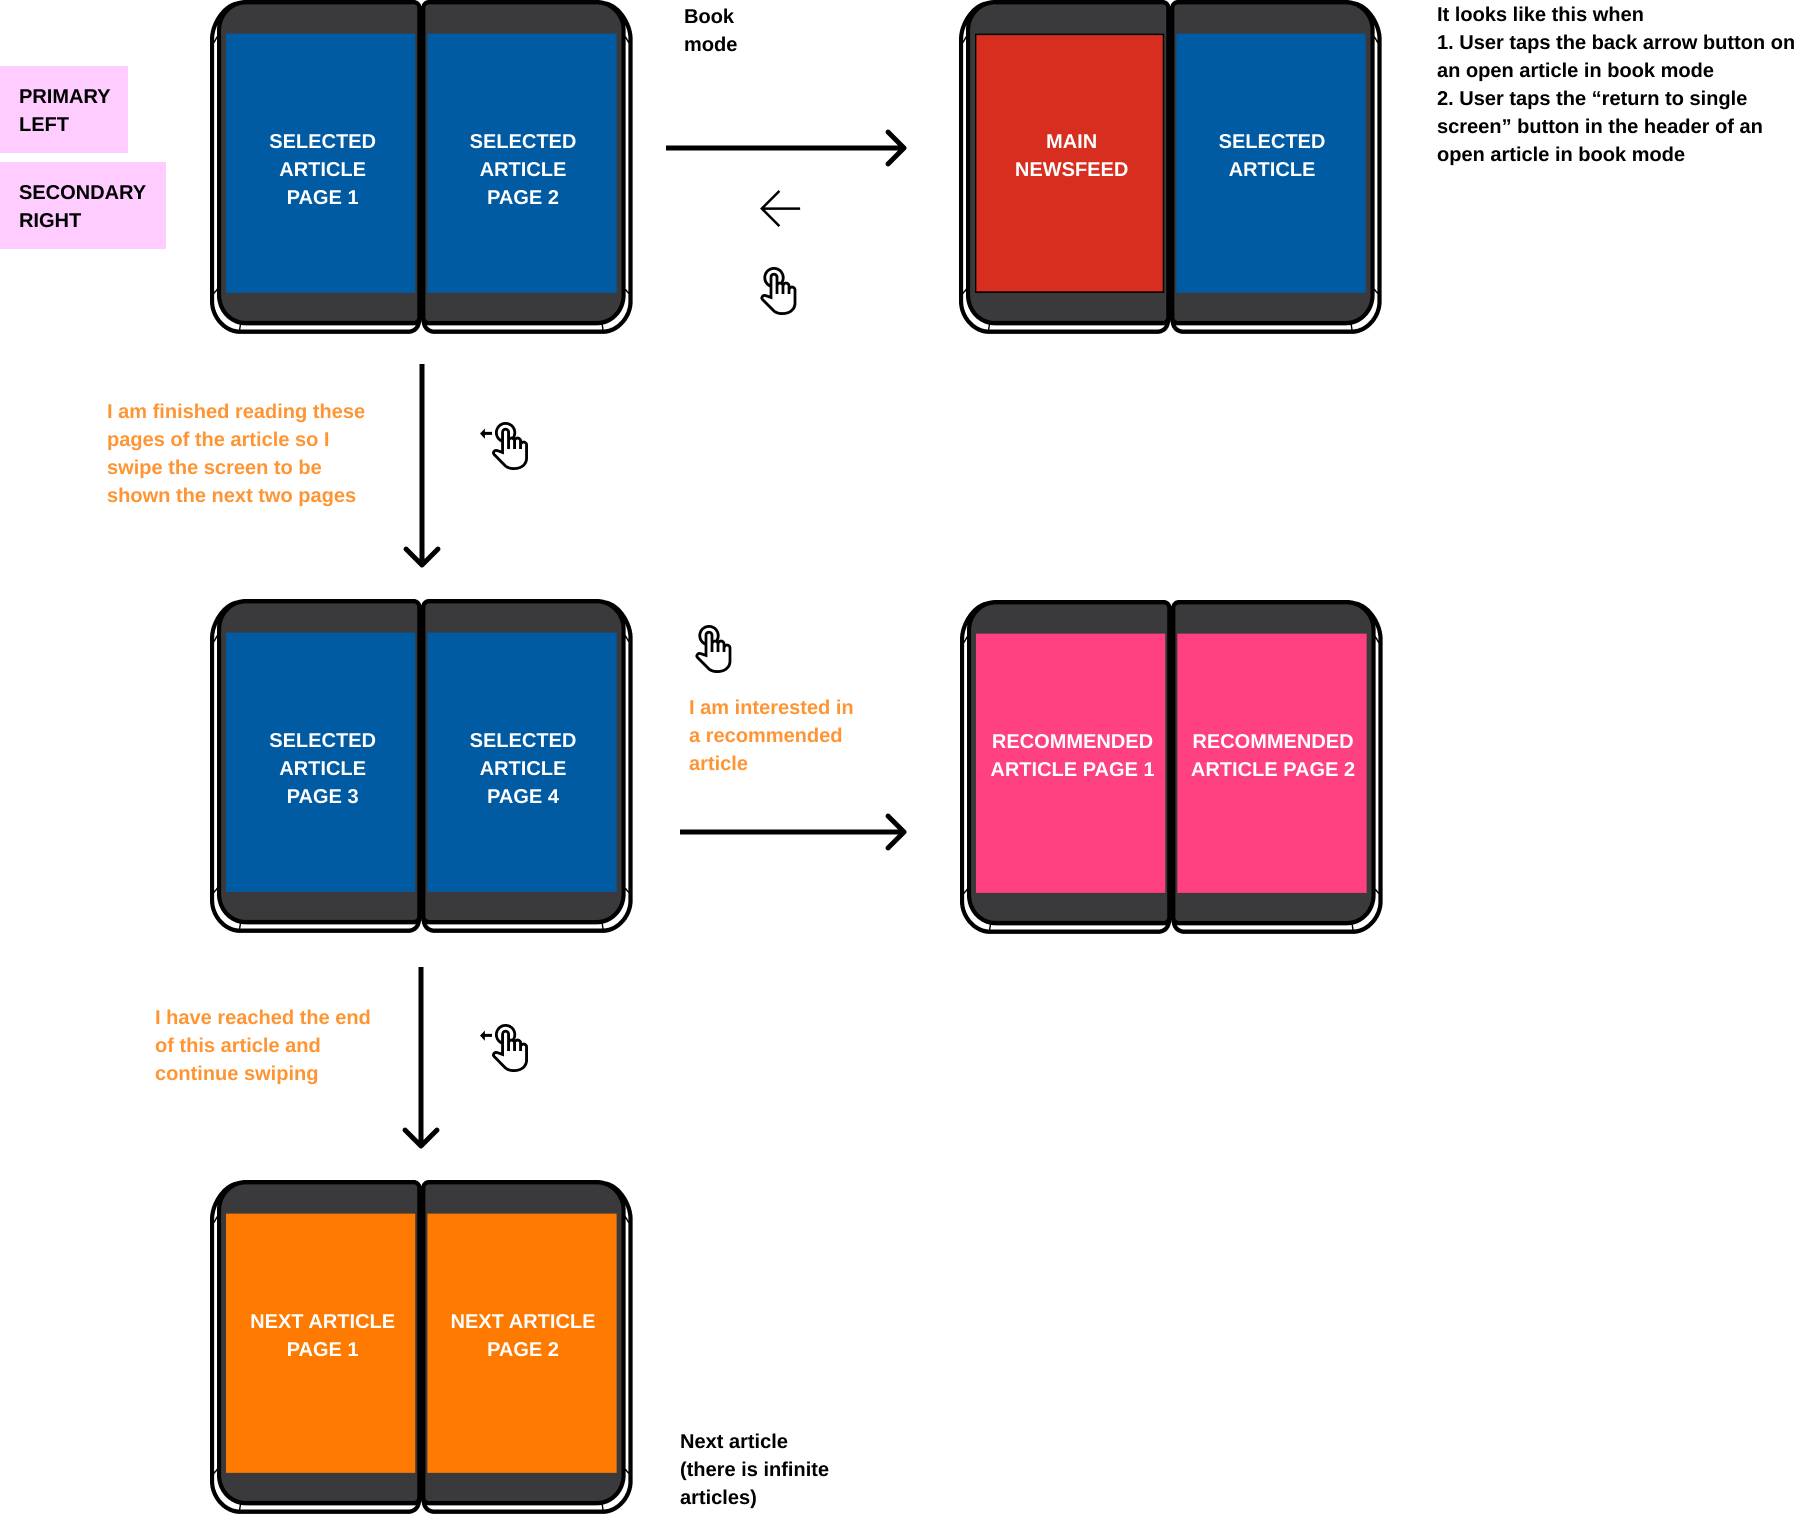 PRIMARY
LEFT
SECONDARY
RIGHT
SELECTED
ARTICLE
PAGE 1
SELECTED
ARTICLE
PAGE 2
Book
mode
MAIN
NEWSFEED
SELECTED
ARTICLE
It looks like this when
1. User taps the back arrow button on
an open article in book mode
2. User taps the “return to single
screen” button in the header of an
open article in book mode
I am finished reading these
pages of the article so I
swipe the screen to be
shown the next two pages
SELECTED
ARTICLE
PAGE 3
SELECTED
ARTICLE
PAGE 4
I am interested in
a recommended
article
RECOMMENDED
ARTICLE PAGE 1
RECOMMENDED
ARTICLE PAGE 2
I have reached the end
of this article and
continue swiping
NEXT ARTICLE
PAGE 1
NEXT ARTICLE
PAGE 2
Next article
(there is infinite
articles)